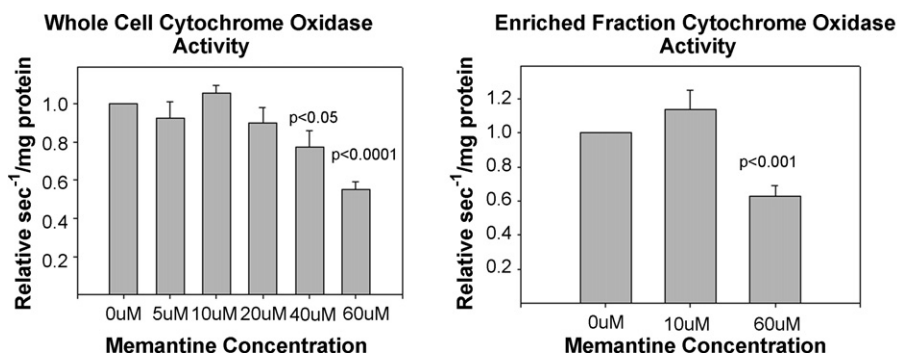 Whole Cell Cytochrome Oxidase
Activity
Relative sec⁻¹/mg protein
1.0
0.8
0.6
0.4
0.2
p<0.05
p<0.0001
0uM 5uM 10uM 20uM 40uM 60uM
Memantine Concentration
Enriched Fraction Cytochrome Oxidase
Activity
Relative sec⁻¹/mg protein
1.2
1.0
0.8
0.6
0.4
0.2
p<0.001
0uM 10uM 60uM
Memantine Concentration